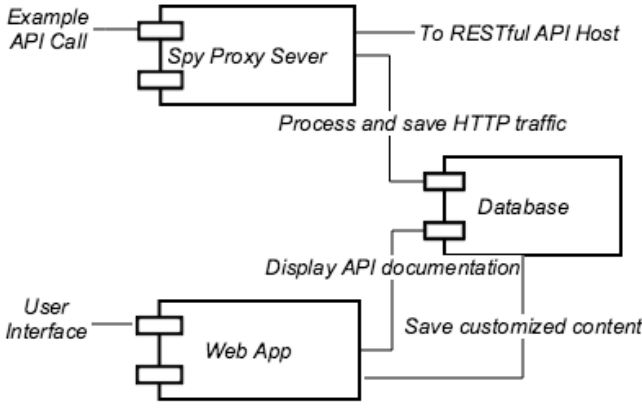 Example
API Call
Spy Proxy Sever
To RESTful API Host
Process and save HTTP traffic
Database
Display API documentation
User
Interface
Web App
Save customized content